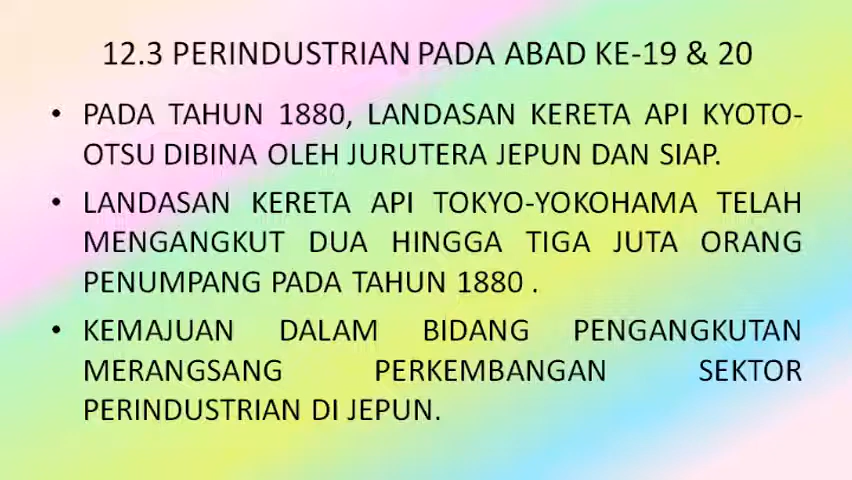 12.3 PERINDUSTRIAN PADA ABAD KE-19 & 20
• PADA TAHUN 1880, LANDASAN KERETA API KYOTO-
OTSU DIBINA OLEH JURUTERA JEPUN DAN SIAP.
• LANDASAN KERETA API TOKYO-YOKOHAMA TELAH
MENGANGKUT DUA HINGGA TIGA JUTA ORANG
PENUMPANG PADA TAHUN 1880 .
• KEMAJUAN DALAM BIDANG PENGANGKUTAN
MERANGSANG PERKEMBANGAN SEKTOR
PERINDUSTRIAN DI JEPUN.